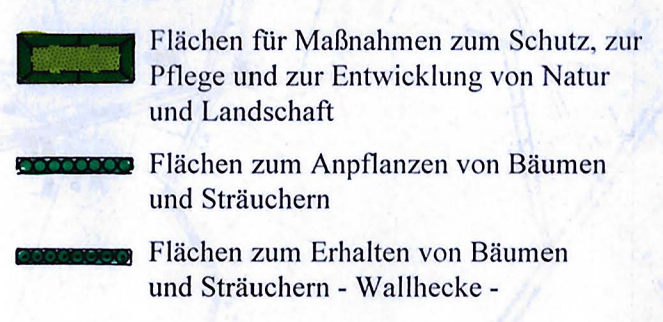 Flächen für Maßnahmen zum Schutz, zur
Pflege und zur Entwicklung von Natur
und Landschaft
Flächen zum Anpflanzen von Bäumen
und Sträuchern
Flächen zum Erhalten von Bäumen
und Sträuchern - Wallhecke -